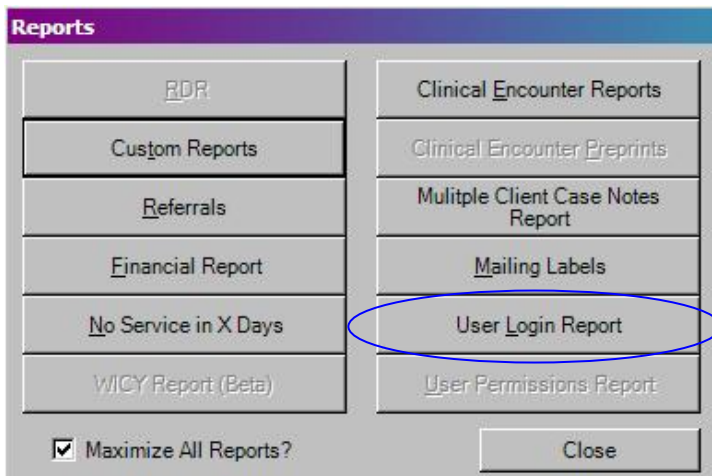 Reports
RDR
Clinical Encounter Reports
Custom Reports
Clinical Encounter Preprints
Referrals
Mulitple Client Case Notes
Report
Financial Report
Mailing Labels
No Service in X Days
User Login Report
WICY Report (Beta)
User Permissions Report
Maximize All Reports?
Close